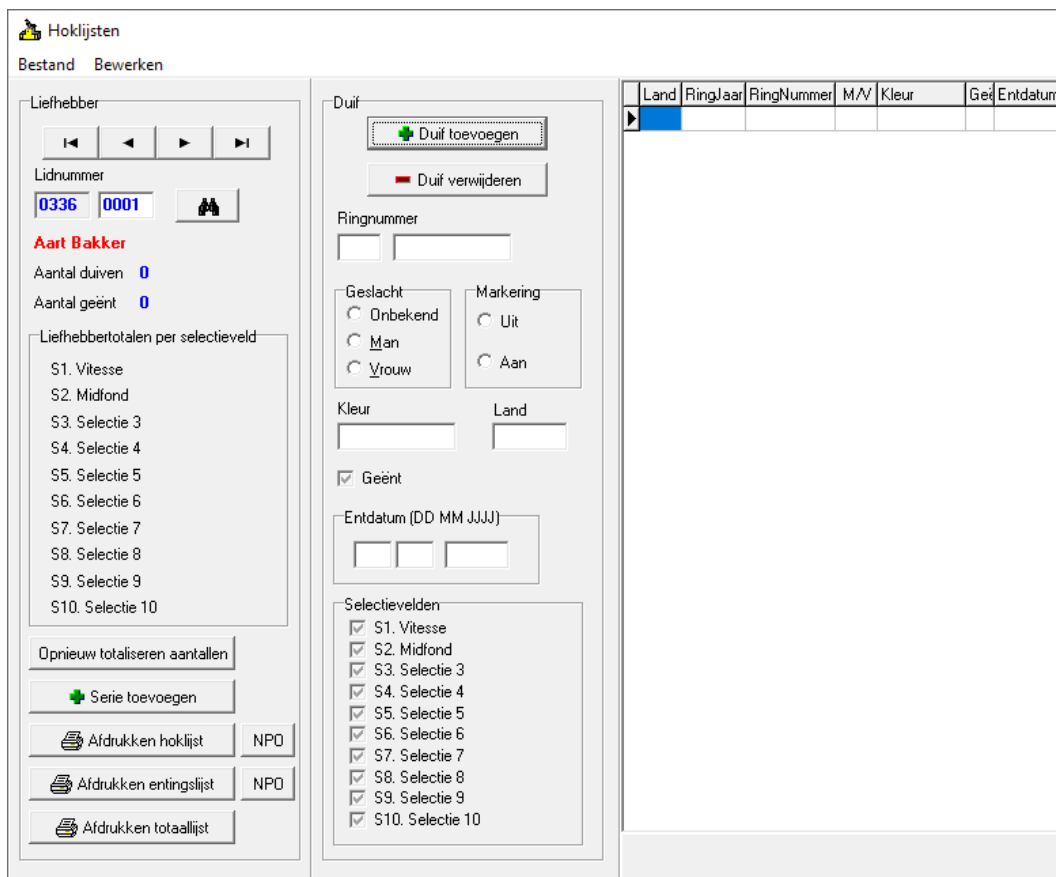 Hoklijsten
Bestand Bewerken
Liefhebber
Lidnummer
0336 0001
Aart Bakker
Aantal duiven 0
Aantal geënt 0
Liefhebbertotalen per selectieveld
S1. Vitesse
S2. Midfond
S3. Selectie 3
S4. Selectie 4
S5. Selectie 5
S6. Selectie 6
S7. Selectie 7
S8. Selectie 8
S9. Selectie 9
S10. Selectie 10
Opnieuw totaliseren aantallen
Serie toevoegen
Afdrukken hoklijst NPO
Afdrukken entingslijst NPO
Afdrukken totaallijst
Duif
Duif toevoegen
Duif verwijderen
Ringnummer
Geslacht
Onbekend
Man
Vrouw
Markering
Uit
Aan
Kleur Land
Geënt
Entdatum (DD MM JJJJ)
Selectievelden
S1. Vitesse
S2. Midfond
S3. Selectie 3
S4. Selectie 4
S5. Selectie 5
S6. Selectie 6
S7. Selectie 7
S8. Selectie 8
S9. Selectie 9
S10. Selectie 10
Land RingJaar RingNummer M/V Kleur Geë Entdatum